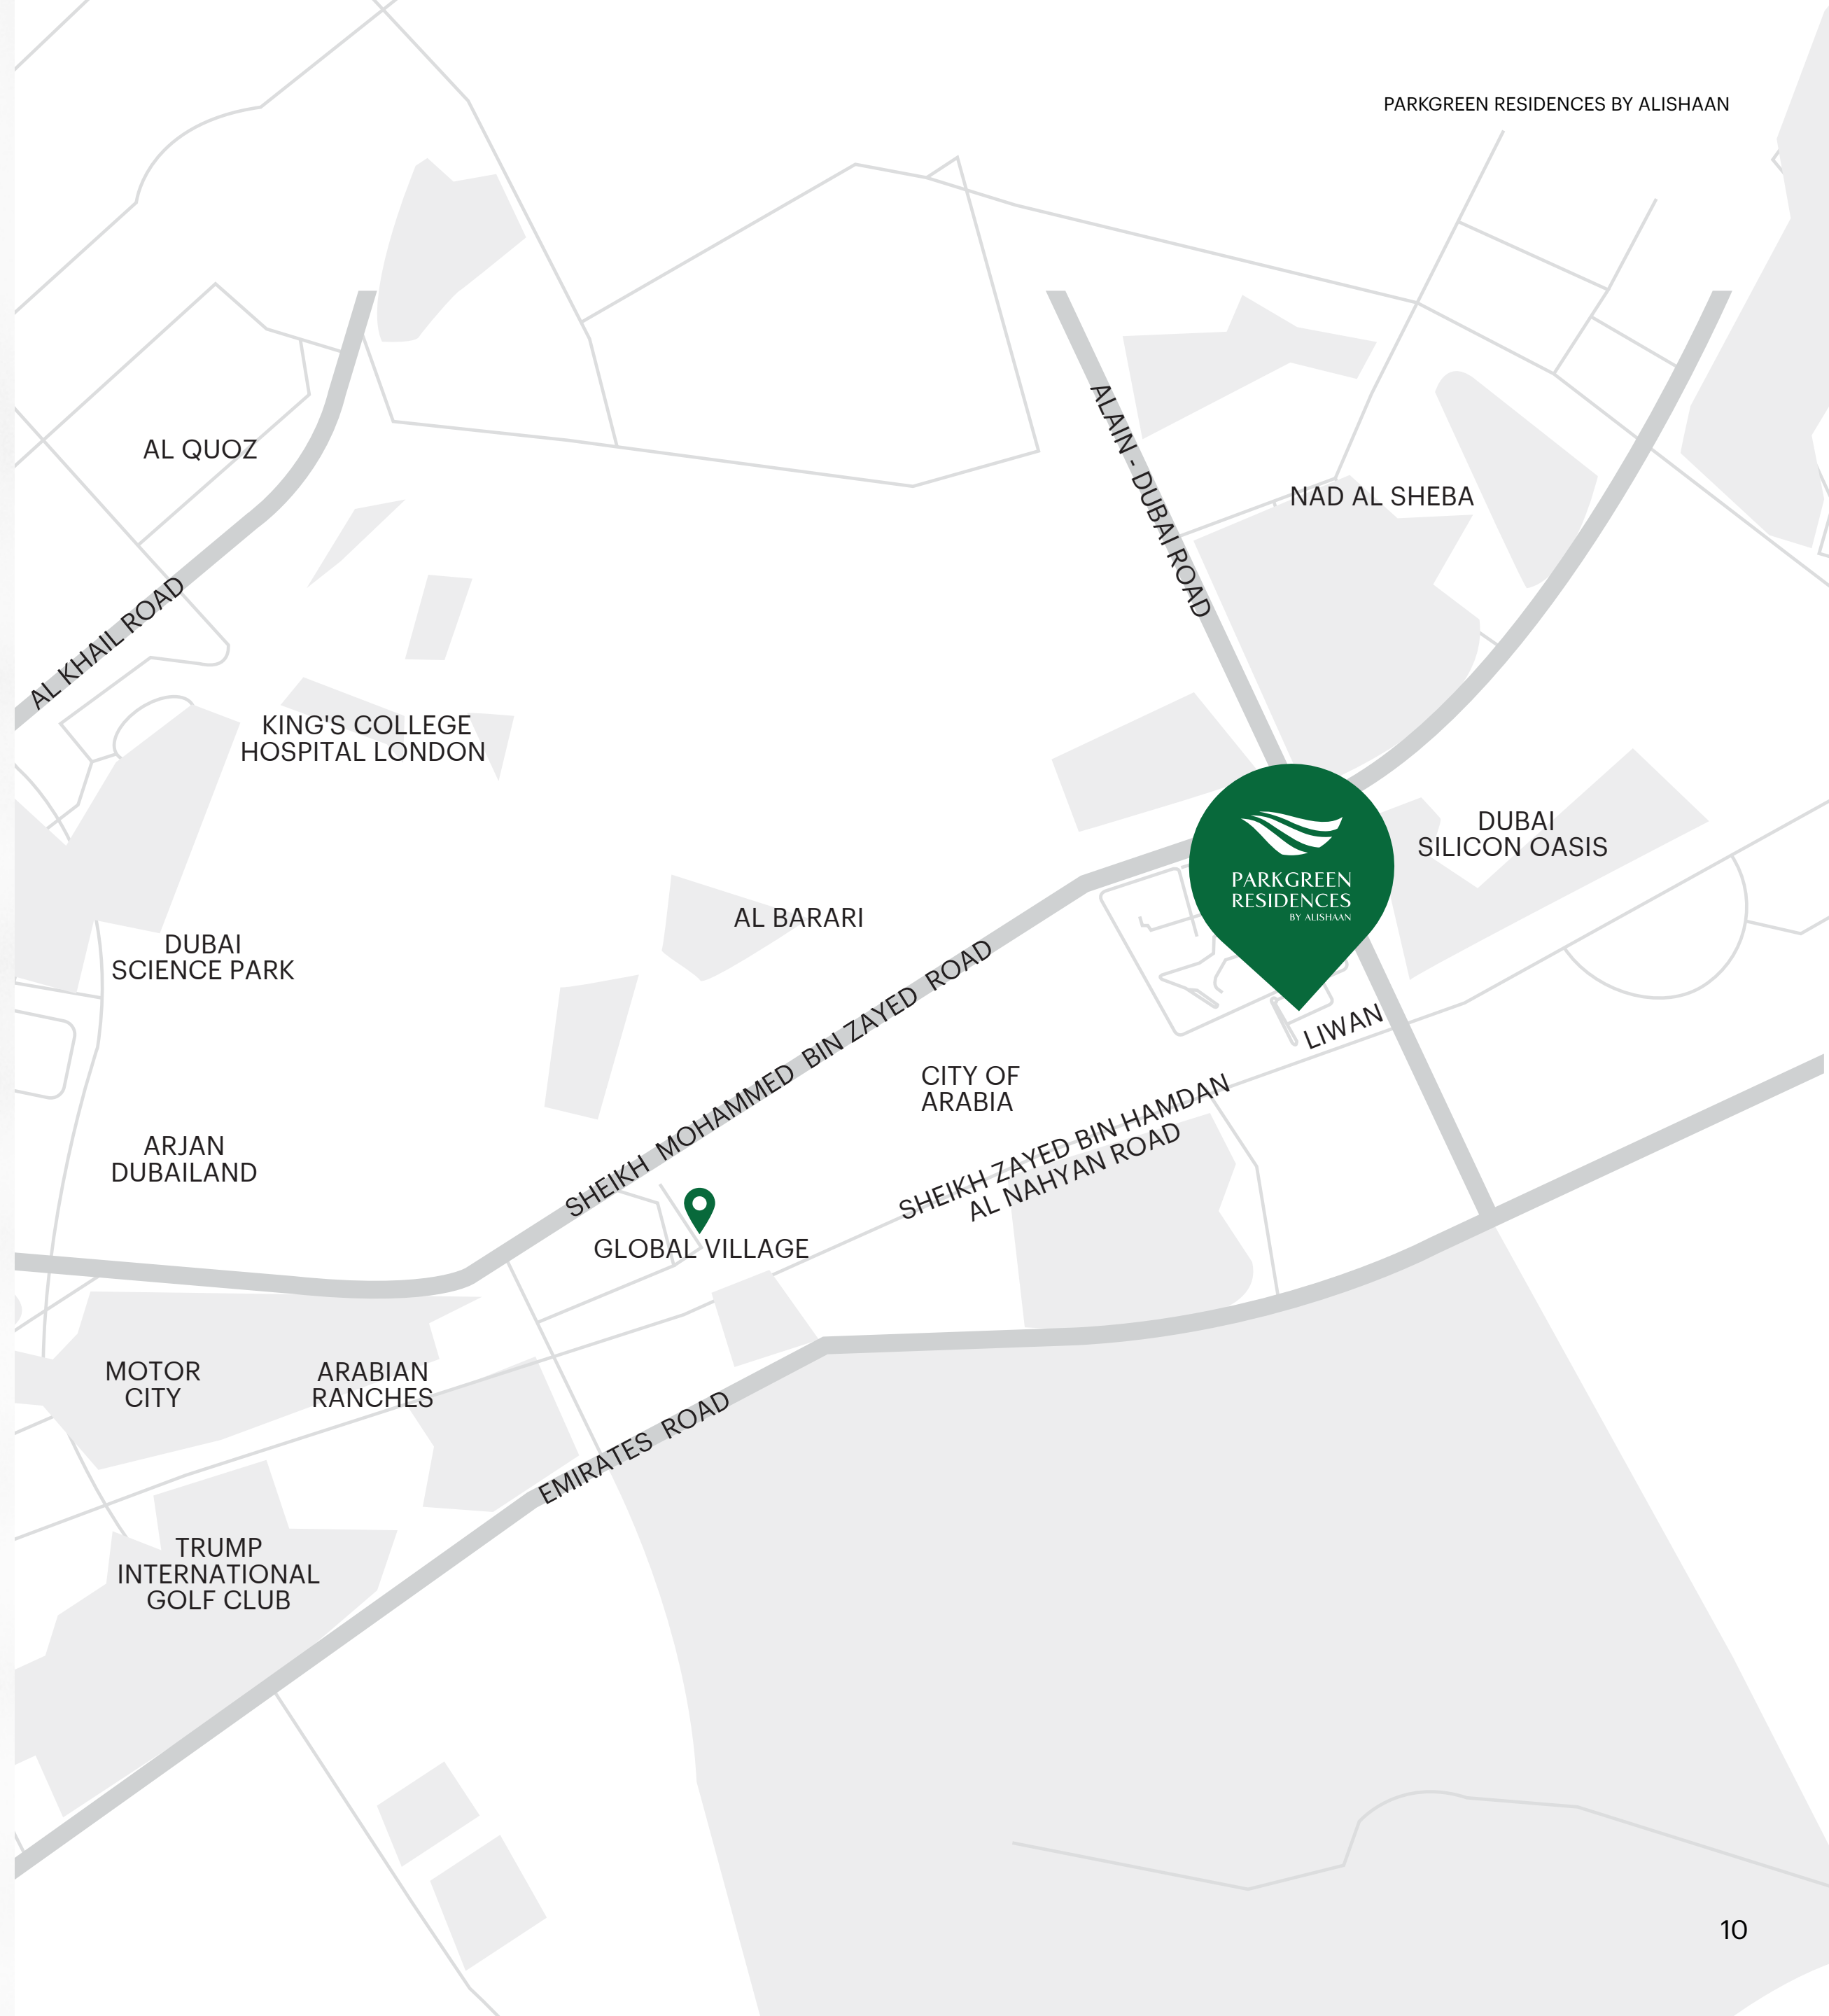 PARKGREEN RESIDENCES BY ALISHAAN
AL QUOZ
ALAIN - DUBAI ROAD
NAD AL SHEBA
AL KHAIL ROAD
KING'S COLLEGE
HOSPITAL LONDON
DUBAI
SILICON OASIS
PARKGREEN
RESIDENCES
BY ALISHAAN
AL BARARI
DUBAI
SCIENCE PARK
SHEIKH MOHAMMED BIN ZAYED ROAD
LIWAN
CITY OF
ARABIA
SHEIKH ZAYED BIN HAMDAN
AL NAHYAN ROAD
ARJAN
DUBAILAND
GLOBAL VILLAGE
MOTOR
CITY
ARABIAN
RANCHES
EMIRATES ROAD
TRUMP
INTERNATIONAL
GOLF CLUB
10